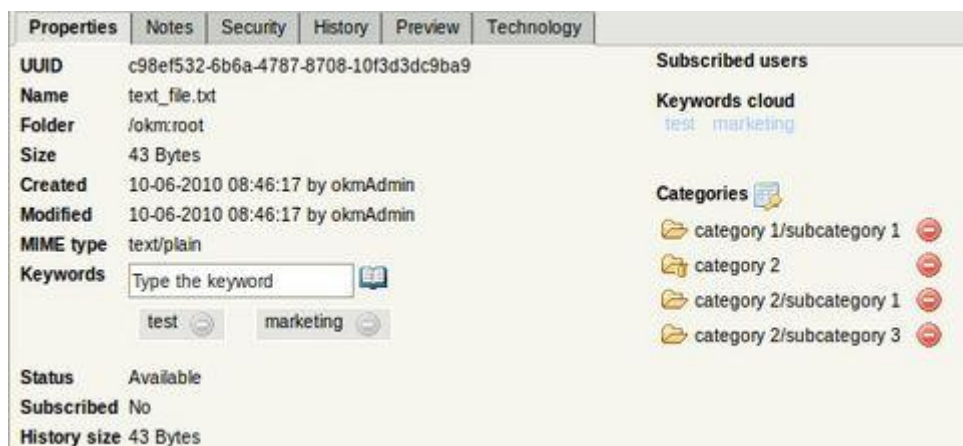 Properties Notes Security History Preview Technology
UUID c98ef532-6b6a-4787-8708-10f3d3dc9ba9
Name text_file.txt
Folder /okm:root
Size 43 Bytes
Created 10-06-2010 08:46:17 by okmAdmin
Modified 10-06-2010 08:46:17 by okmAdmin
MIME type text/plain
Keywords Type the keyword
test marketing
Status Available
Subscribed No
History size 43 Bytes
Subscribed users
Keywords cloud
test marketing
Categories
category 1/subcategory 1
category 2
category 2/subcategory 1
category 2/subcategory 3